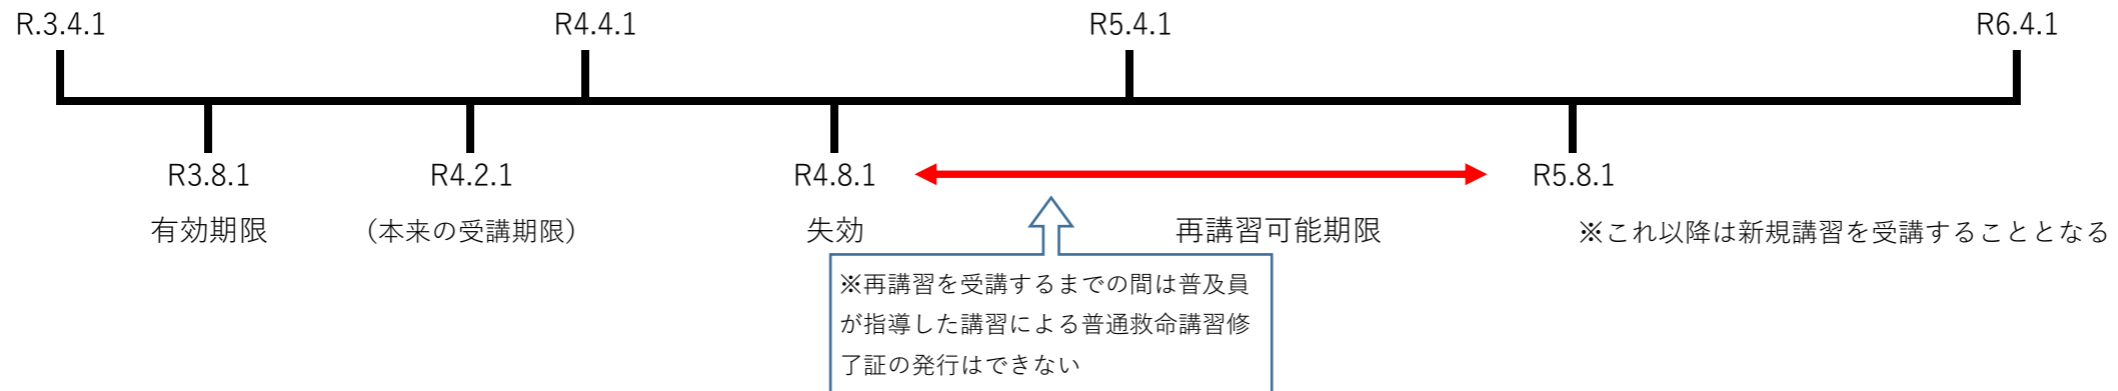 R.3.4.1
R4.4.1
R5.4.1
R6.4.1
R3.8.1
R4.2.1
R4.8.1
R5.8.1
有効期限
（本来の受講期限）
失効
再講習可能期限
※これ以降は新規講習を受講することとなる
※再講習を受講するまでの間は普及員
が指導した講習による普通救命講習修
了証の発行はできない